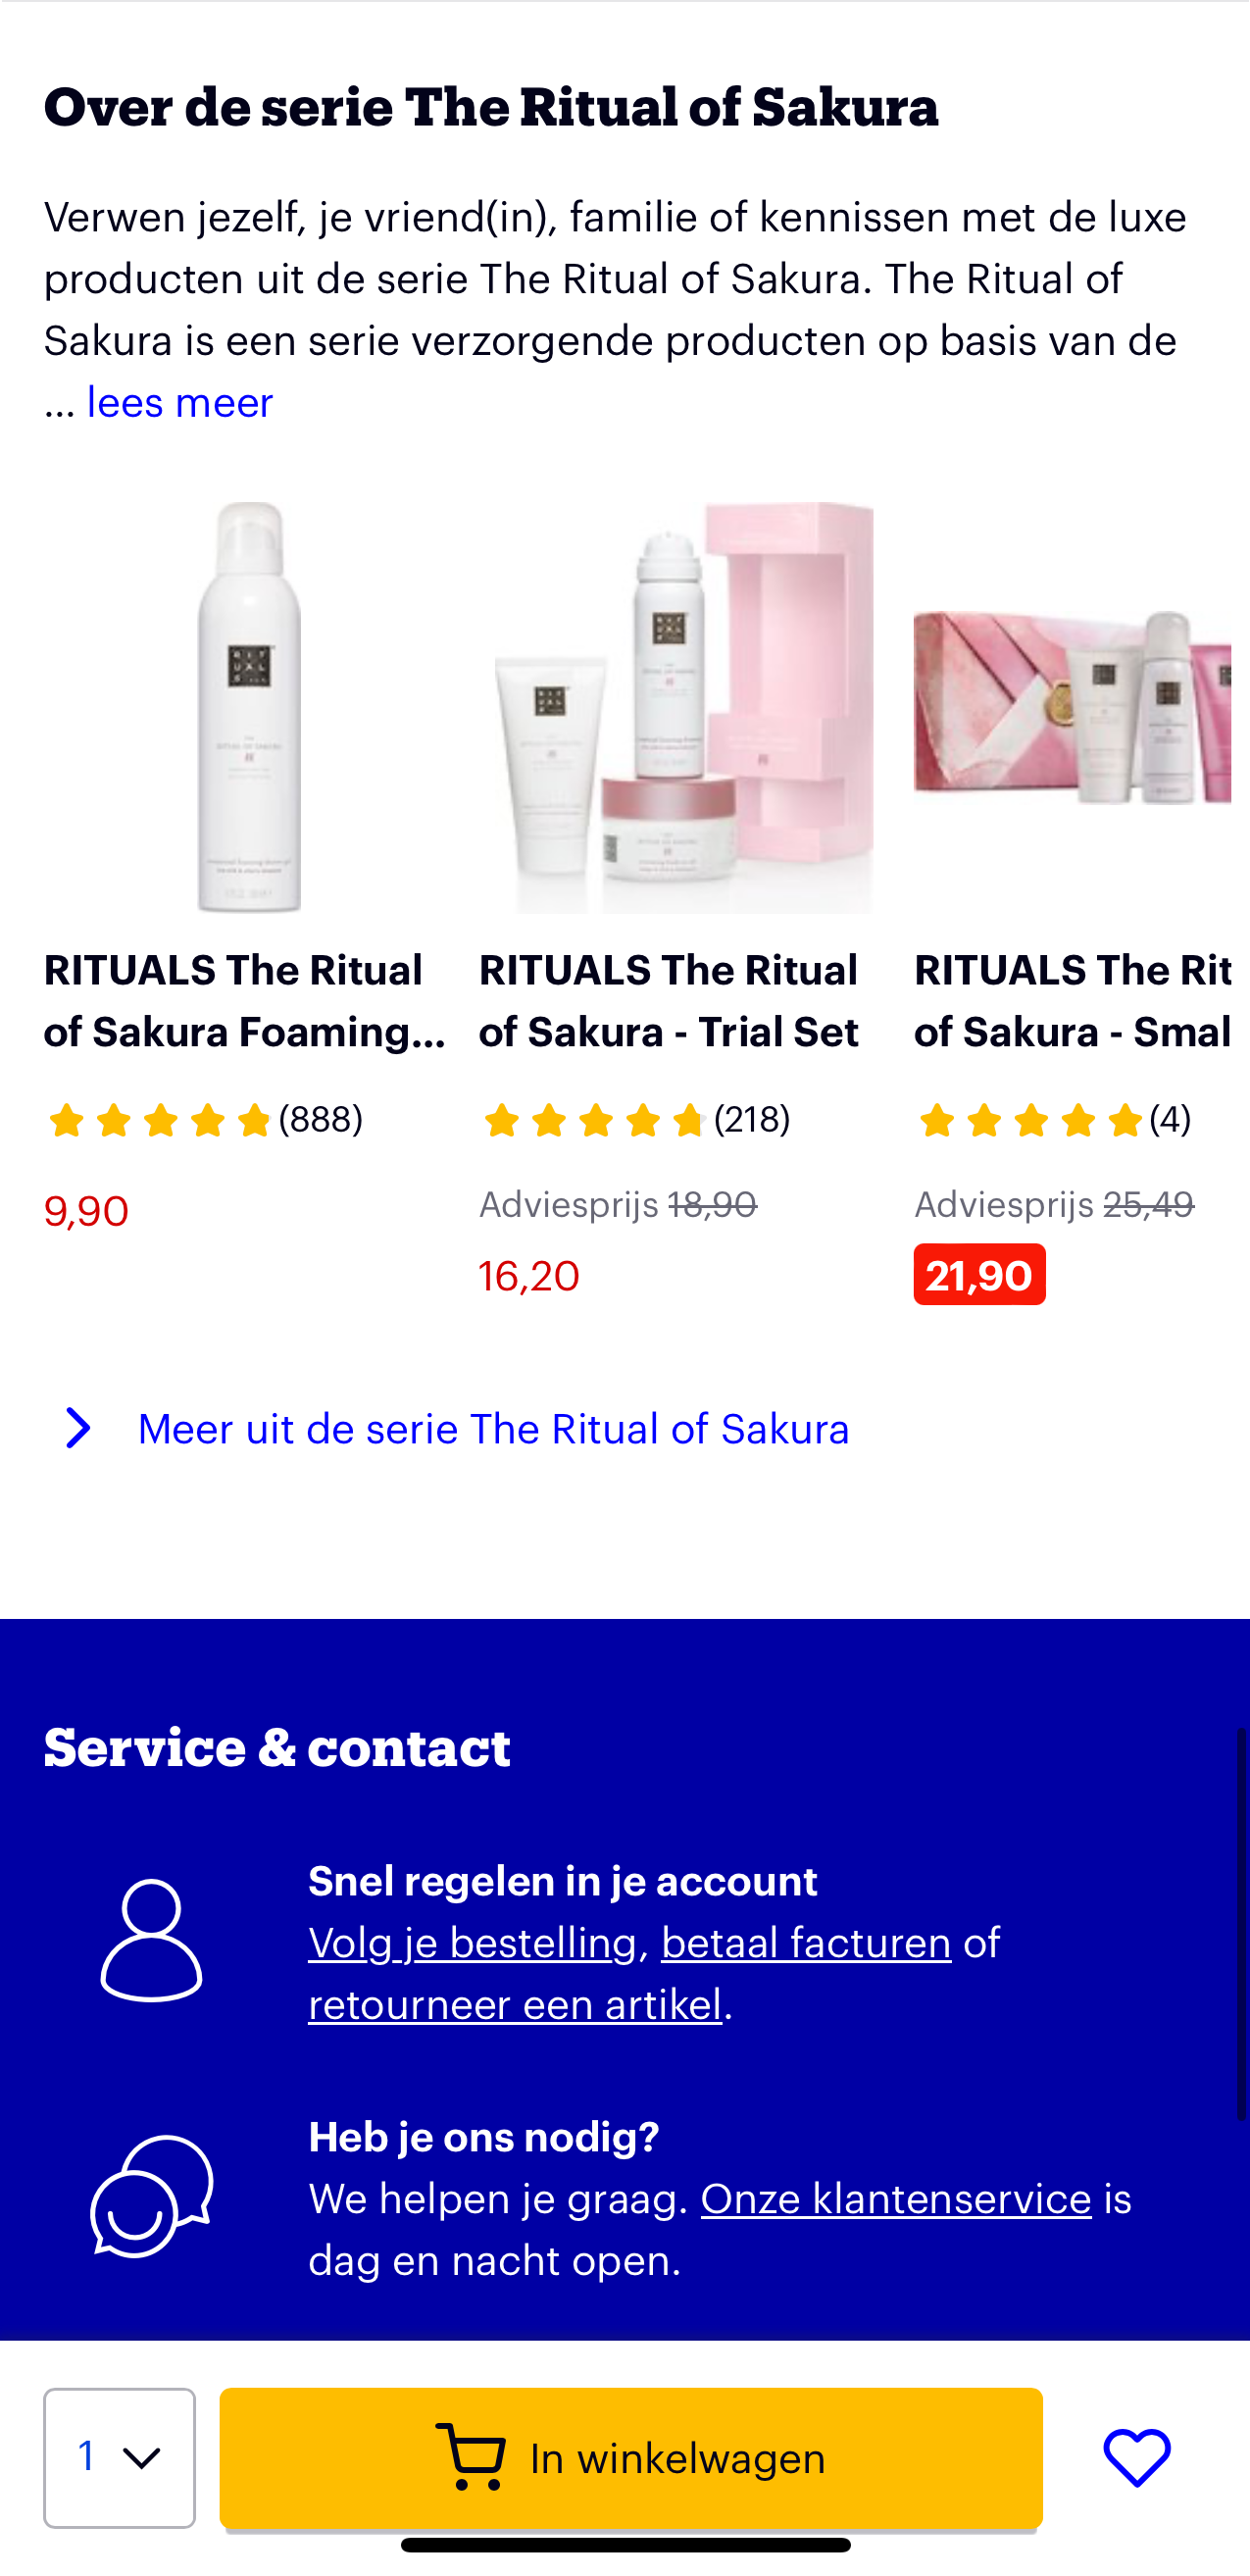 Over de serie The Ritual of Sakura
Verwen jezelf, je vriend(in), familie of kennissen met de luxe
producten uit de serie The Ritual of Sakura. The Ritual of
Sakura is een serie verzorgende producten op basis van de
... lees meer
RITUALS The Ritual
of Sakura Foaming...
(888)
9,90
RITUALS The Ritual
of Sakura - Trial Set
(218)
Adviesprijs 18,90
16,20
RITUALS The Rit
of Sakura - Smal
(4)
Adviesprijs 25,49
21,90
Meer uit de serie The Ritual of Sakura
Service & contact
Snel regelen in je account
Volg je bestelling, betaal facturen of
retourneer een artikel.
Heb je ons nodig?
We helpen je graag. Onze klantenservice is
dag en nacht open.
1
In winkelwagen